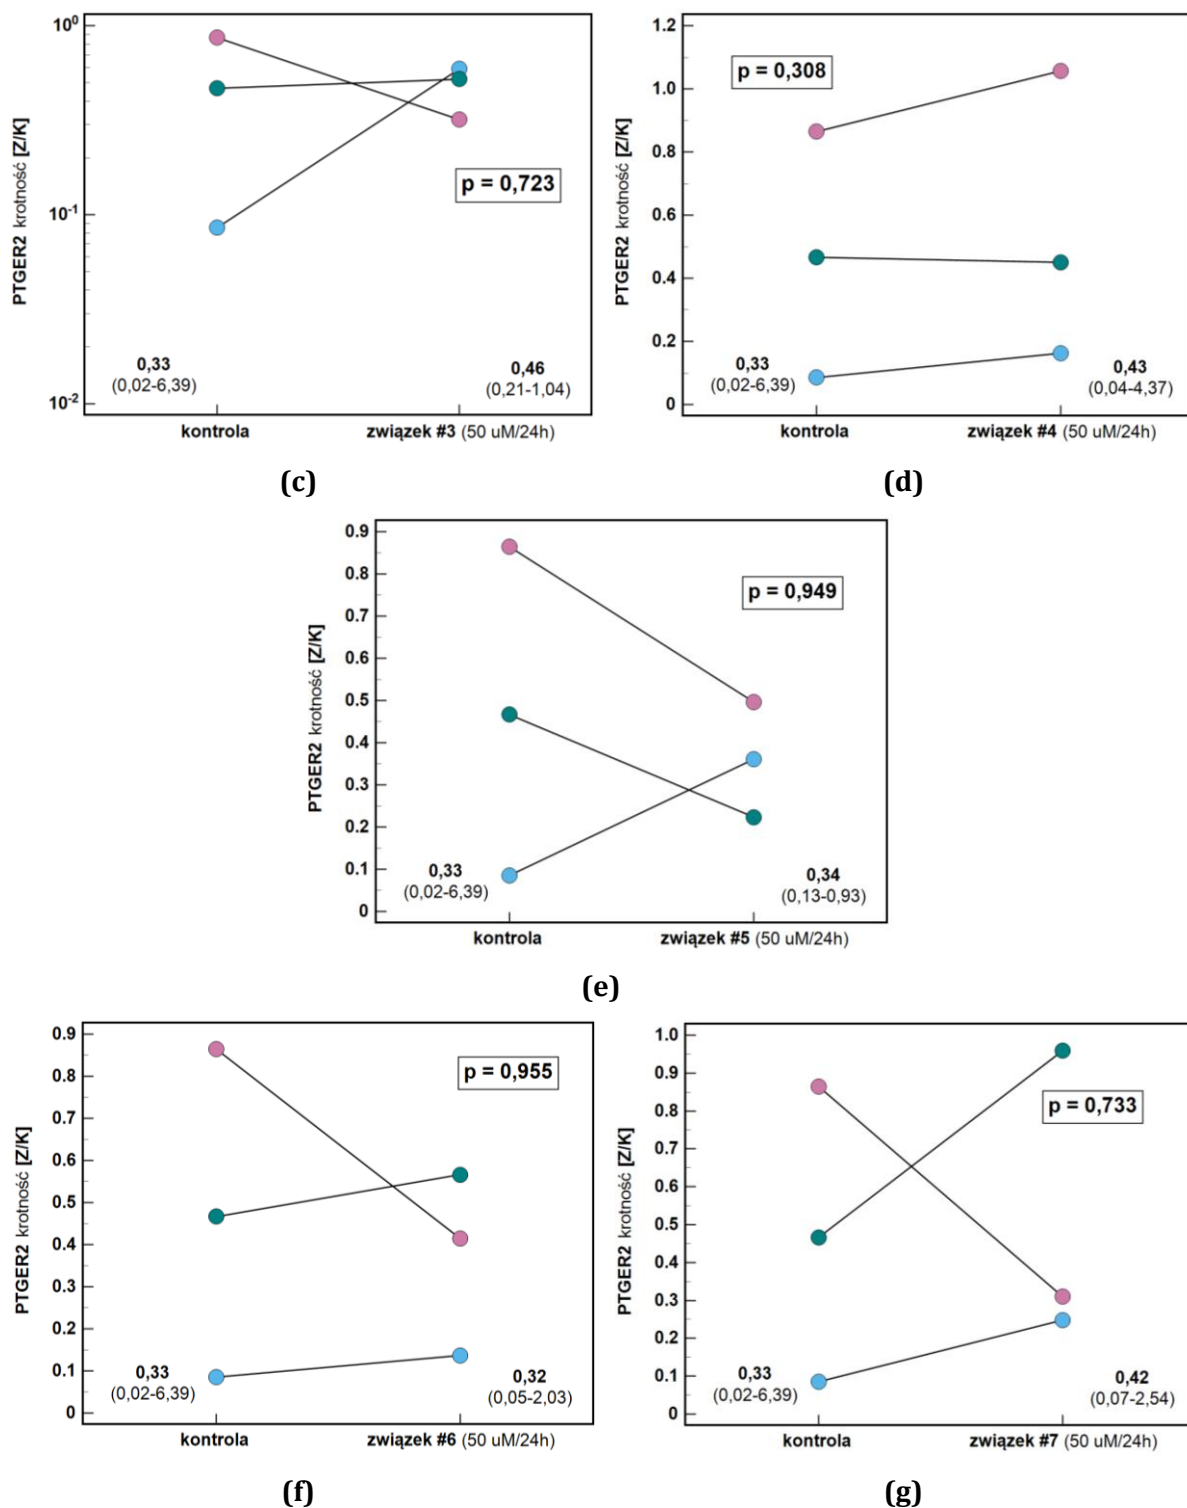 PTGER2 krotność [Z/K]
10⁰
10⁻¹
10⁻²
p = 0,723
0,33
(0,02-6,39)
0,46
(0,21-1,04)
kontrola
związek #3 (50 uM/24h)
(c)
PTGER2 krotność [Z/K]
1.2
1.0
0.8
0.6
0.4
0.2
0
p = 0,308
0,33
(0,02-6,39)
0,43
(0,04-4,37)
kontrola
związek #4 (50 uM/24h)
(d)
PTGER2 krotność [Z/K]
0.9
0.8
0.7
0.6
0.5
0.4
0.3
0.2
0.1
0
p = 0,949
0,33
(0,02-6,39)
0,34
(0,13-0,93)
kontrola
związek #5 (50 uM/24h)
(e)
PTGER2 krotność [Z/K]
0.9
0.8
0.7
0.6
0.5
0.4
0.3
0.2
0.1
0
p = 0,955
0,33
(0,02-6,39)
0,32
(0,05-2,03)
kontrola
związek #6 (50 uM/24h)
(f)
PTGER2 krotność [Z/K]
1.0
0.9
0.8
0.7
0.6
0.5
0.4
0.3
0.2
0.1
0
p = 0,733
0,33
(0,02-6,39)
0,42
(0,07-2,54)
kontrola
związek #7 (50 uM/24h)
(g)